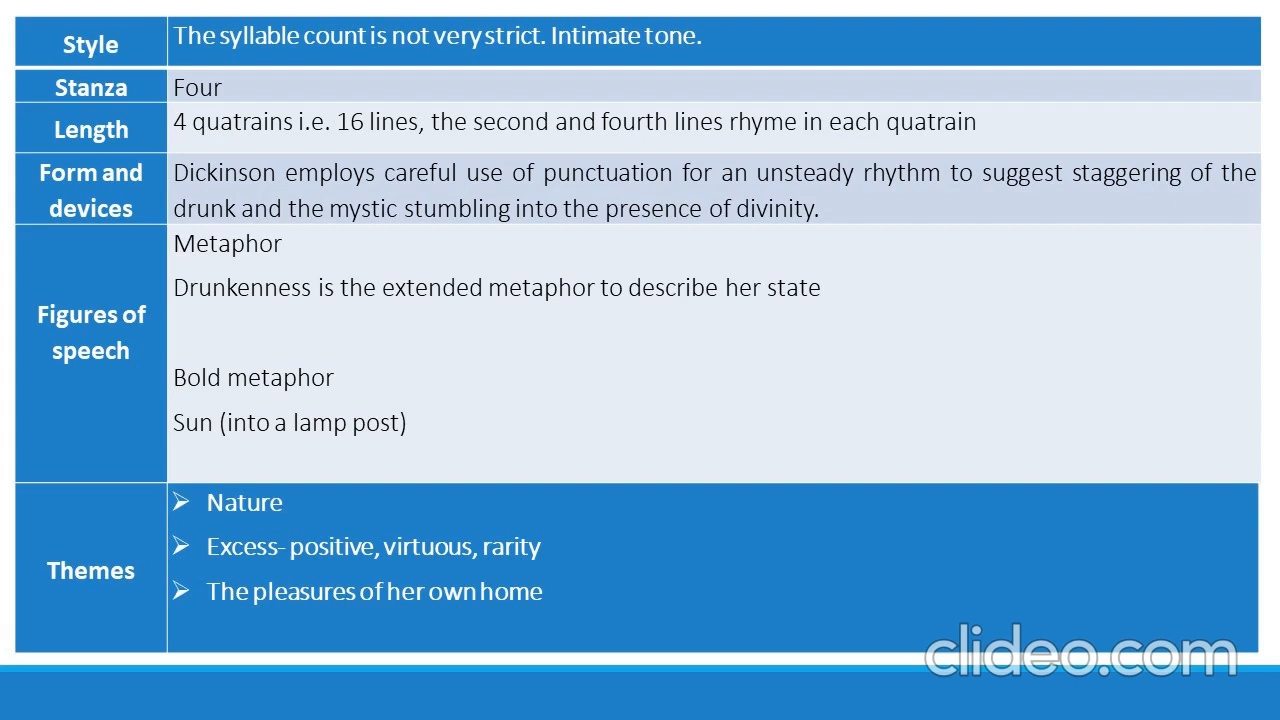 Style
The syllable count is not very strict. Intimate tone.
Stanza
Four
Length
4 quatrains i.e. 16 lines, the second and fourth lines rhyme in each quatrain
Form and
devices
Dickinson employs careful use of punctuation for an unsteady rhythm to suggest staggering of the
drunk and the mystic stumbling into the presence of divinity.
Figures of
speech
Metaphor
Drunkenness is the extended metaphor to describe her state
Bold metaphor
Sun (into a lamp post)
Themes
➢ Nature
➢ Excess- positive, virtuous, rarity
➢ The pleasures of her own home
clideo.com